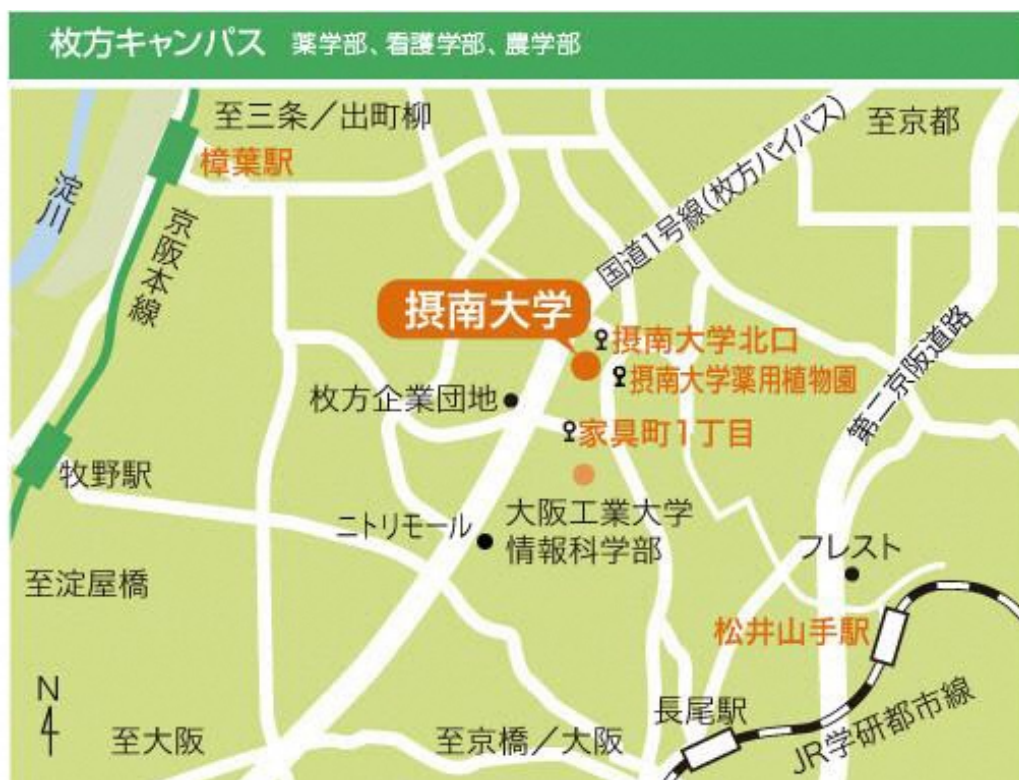 枚方キャンパス 薬学部、看護学部、農学部
至三条／出町柳
至京都
樟葉駅
淀川
京阪本線
国道1号線(枚方バイパス)
摂南大学
摂南大学北口
摂南大学薬用植物園
第二京阪道路
枚方企業団地
家具町1丁目
牧野駅
ニトリモール
大阪工業大学
情報科学部
フレスト
至淀屋橋
松井山手駅
N
長尾駅
至大阪
至京橋／大阪
JR学研都市線